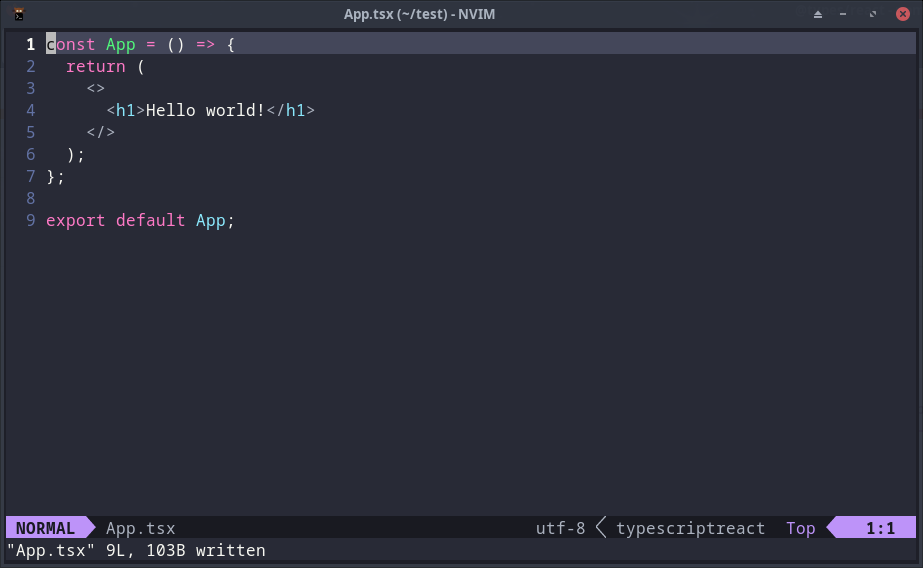 App.tsx (~/test) - NVIM
1 const App = () => {
2   return (
3     <>
4       <h1>Hello world!</h1>
5     </>
6   );
7 };
8
9 export default App;
NORMAL App.tsx utf-8 typescriptreact Top 1:1
"App.tsx" 9L, 103B written